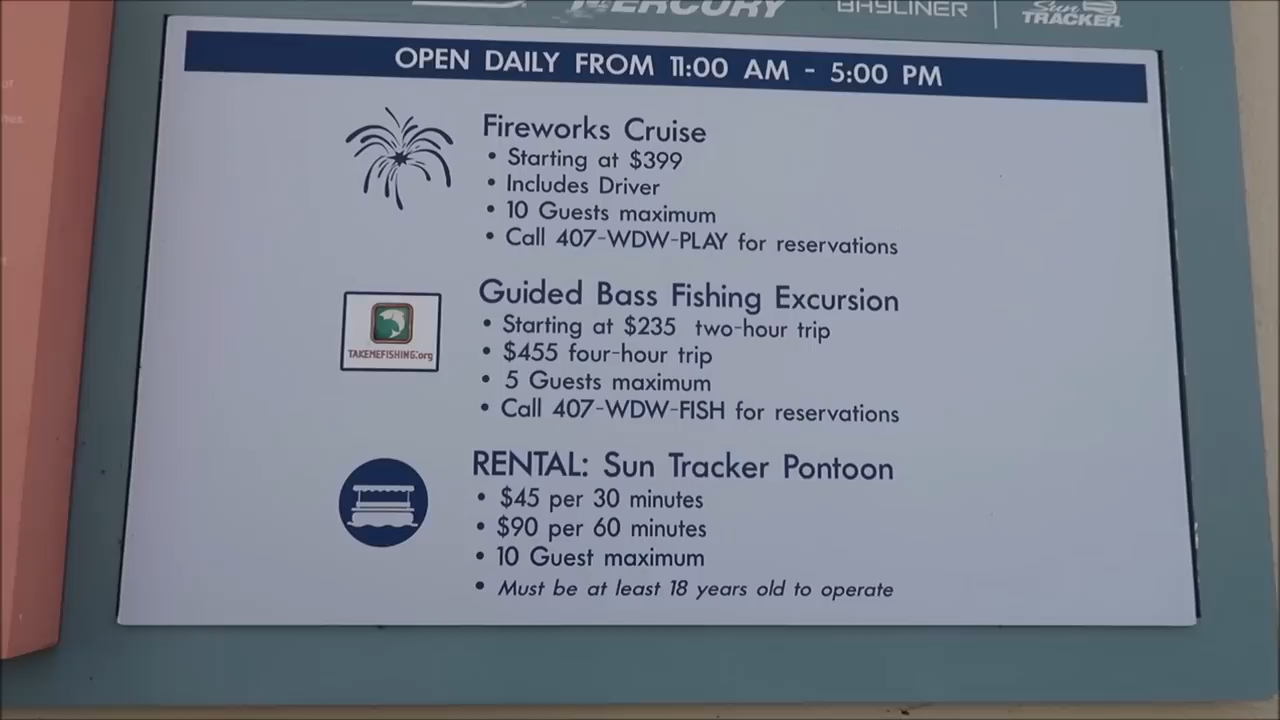 MERCURY
BAYLINER
Sun
TRACKER
OPEN DAILY FROM 11:00 AM - 5:00 PM
Fireworks Cruise
• Starting at $399
• Includes Driver
• 10 Guests maximum
• Call 407-WDW-PLAY for reservations
TAKEMEFISHING.org
Guided Bass Fishing Excursion
• Starting at $235 two-hour trip
• $455 four-hour trip
• 5 Guests maximum
• Call 407-WDW-FISH for reservations
RENTAL: Sun Tracker Pontoon
• $45 per 30 minutes
• $90 per 60 minutes
• 10 Guest maximum
• Must be at least 18 years old to operate